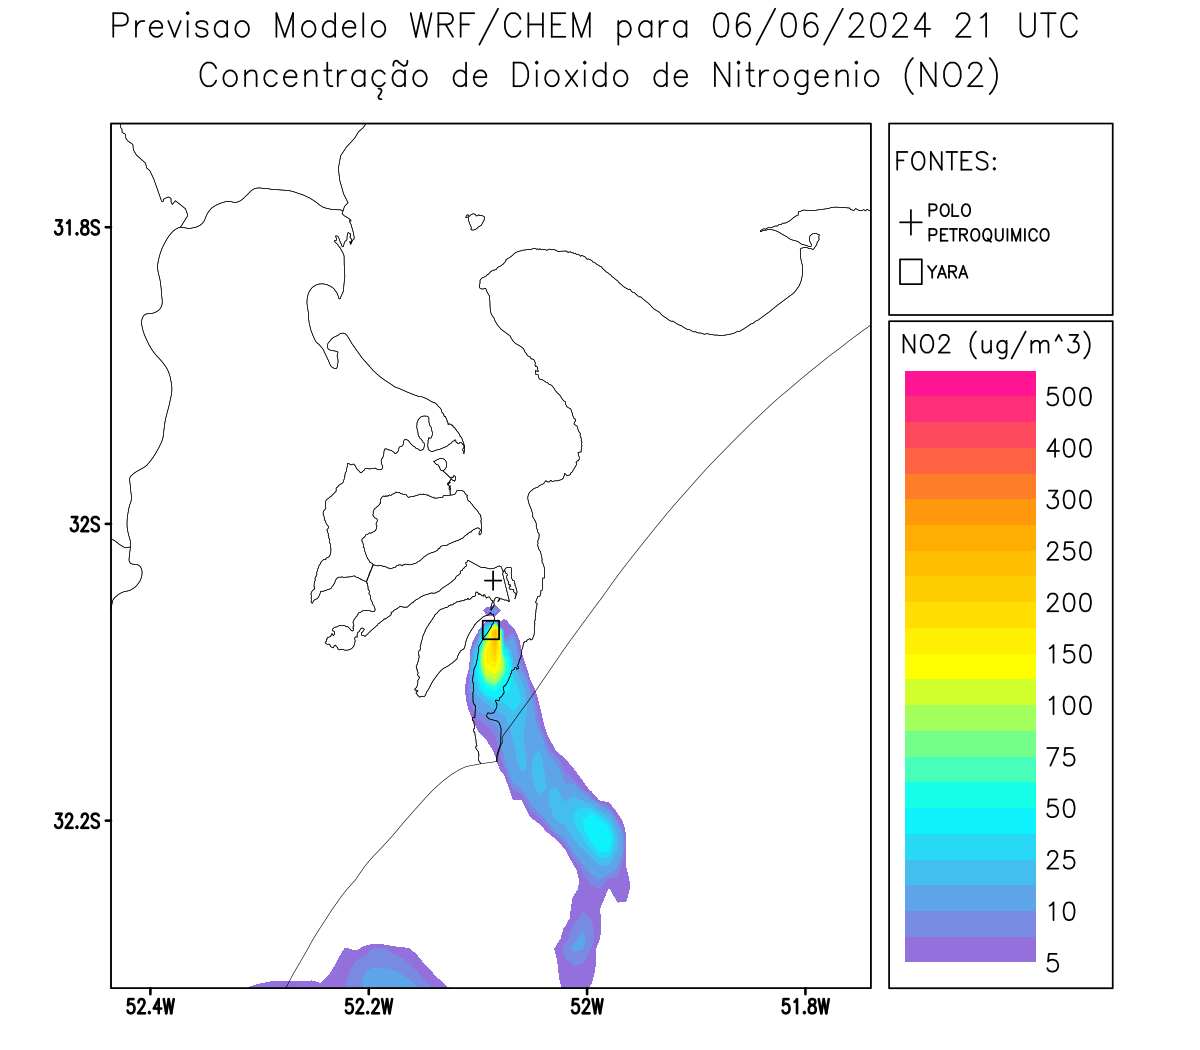 Previsao Modelo WRF/CHEM para 06/06/2024 21 UTC
Concentração de Dioxido de Nitrogenio (NO2)
FONTES:
POLO
PETROQUIMICO
YARA
NO2 (ug/m^3)
500
400
300
250
200
150
100
75
50
25
10
5
31.8S
32S
32.2S
52.4W
52.2W
52W
51.8W